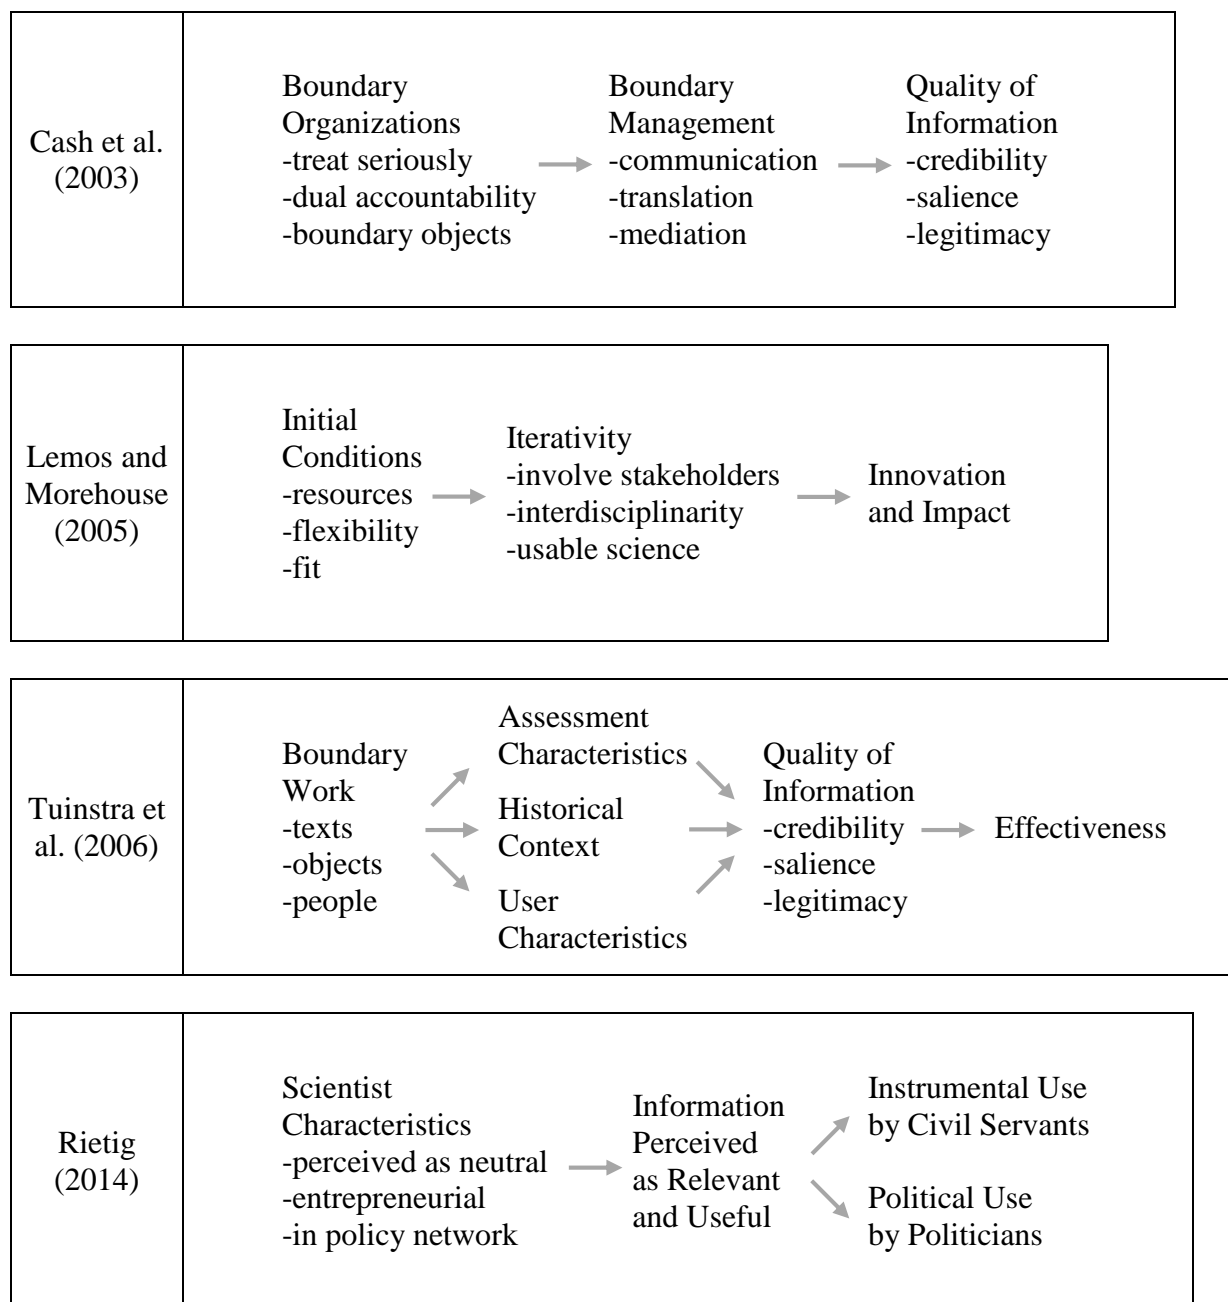 Cash et al.
(2003)
Boundary
Organizations
-treat seriously
-dual accountability
-boundary objects
Boundary
Management
-communication
-translation
-mediation
Quality of
Information
-credibility
-salience
-legitimacy
Lemos and
Morehouse
(2005)
Initial
Conditions
-resources
-flexibility
-fit
Iterativity
-involve stakeholders
-interdisciplinarity
-usable science
Innovation
and Impact
Tuinstra et
al. (2006)
Boundary
Work
-texts
-objects
-people
Assessment
Characteristics
Historical
Context
User
Characteristics
Quality of
Information
-credibility
-salience
-legitimacy
Effectiveness
Rietig
(2014)
Scientist
Characteristics
-perceived as neutral
-entrepreneurial
-in policy network
Information
Perceived
as Relevant
and Useful
Instrumental Use
by Civil Servants
Political Use
by Politicians